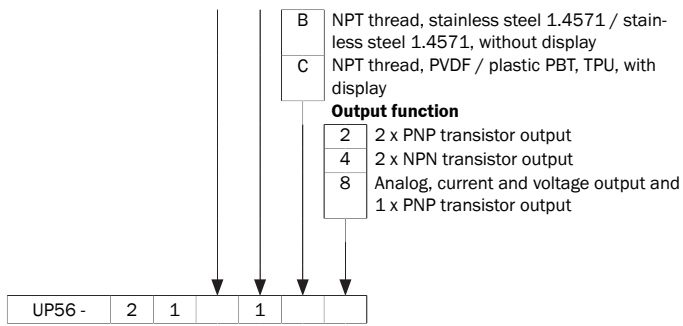 B NPT thread, stainless steel 1.4571 / stain-
less steel 1.4571, without display
C NPT thread, PVDF / plastic PBT, TPU, with
display
Output function
2 2 x PNP transistor output
4 2 x NPN transistor output
8 Analog, current and voltage output and
1 x PNP transistor output
UP56 - 2 1 1